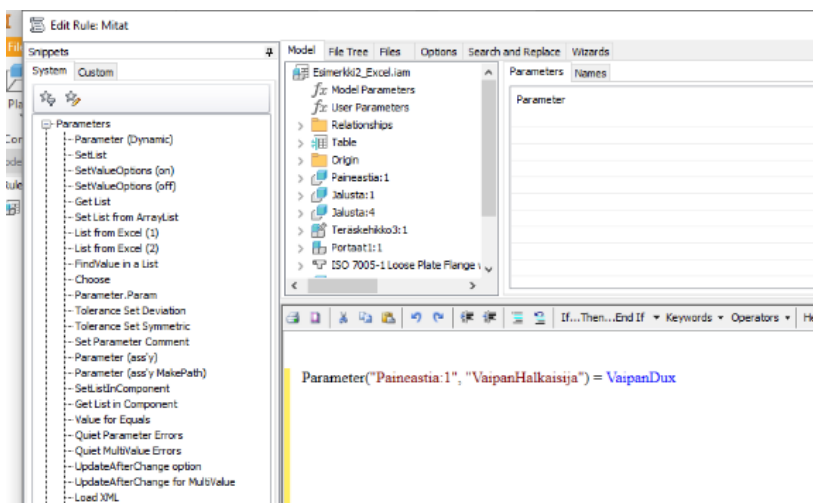 Edit Rule: Mitat
Snippets
System Custom
Parameters
Parameter (Dynamic)
SetList
SetValueOptions (on)
SetValueOptions (off)
Get List
Set List from ArrayList
List from Excel (1)
List from Excel (2)
FindValue in a List
Choose
Parameter.Param
Tolerance Set Deviation
Tolerance Set Symmetric
Set Parameter Comment
Parameter (ass'y)
Parameter (ass'y MakePath)
SetListInComponent
Get List in Component
Value for Equals
Quiet Parameter Errors
Quiet MultiValue Errors
UpdateAfterChange option
UpdateAfterChange for MultiValue
Load XML
Model File Tree Files Options Search and Replace Wizards
Esimerkki2_Excel.iam
fx Model Parameters
fx User Parameters
Relationships
Table
Origin
Paineastia:1
Jalusta:1
Jalusta:4
Teräskehikko3:1
Portaat1:1
ISO 7005-1 Loose Plate Flange
Parameters Names
Parameter
If...Then...End If Keywords Operators
Parameter("Paineastia:1", "VaipanHalkaisija") = VaipanDux